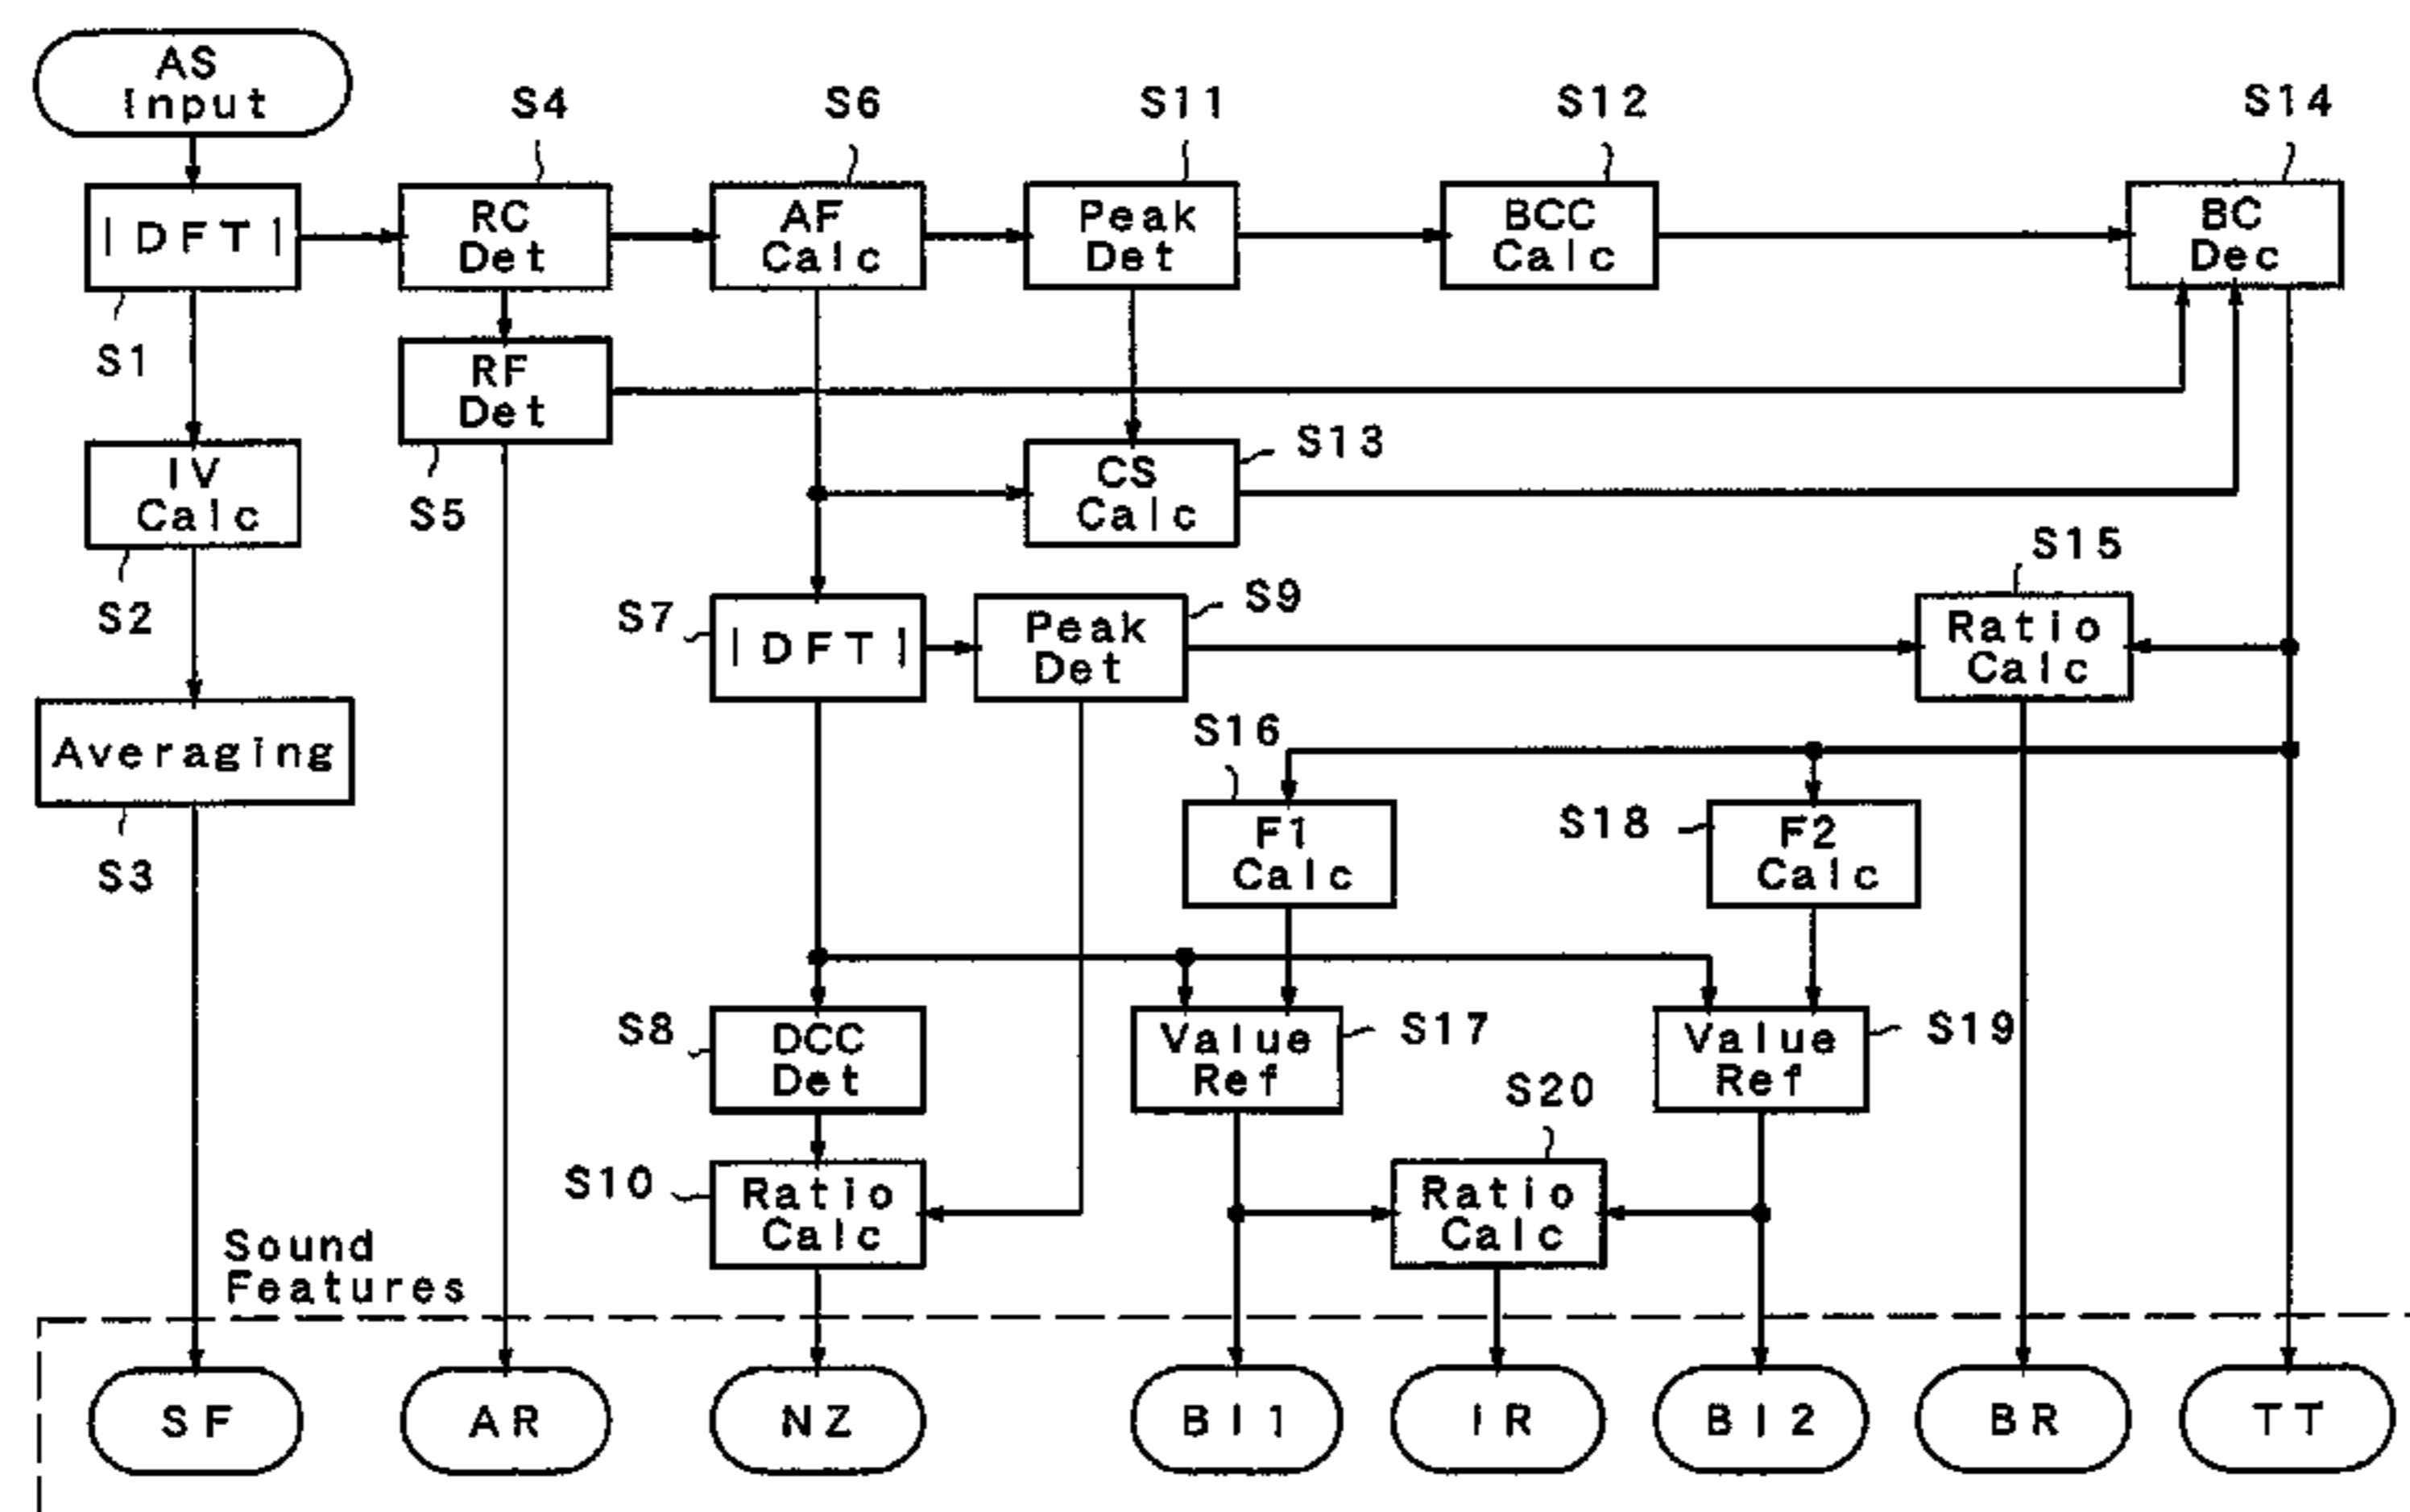 AS
Input
S4
S6
S11
S12
S14
|DFT|
RC
Det
AF
Calc
Peak
Det
BCC
Calc
BC
Dec
S1
RF
Det
S5
IV
Calc
S2
CS
Calc
S13
S7
|DFT|
Peak
Det
S9
S15
Ratio
Calc
Averaging
S3
S16
F1
Calc
S18
F2
Calc
S8
DCC
Det
Value
Ref
S17
Value
Ref
S19
S10
Ratio
Calc
S20
Ratio
Calc
Sound
Features
SF
AR
NZ
BI1
IR
BI2
BR
TT